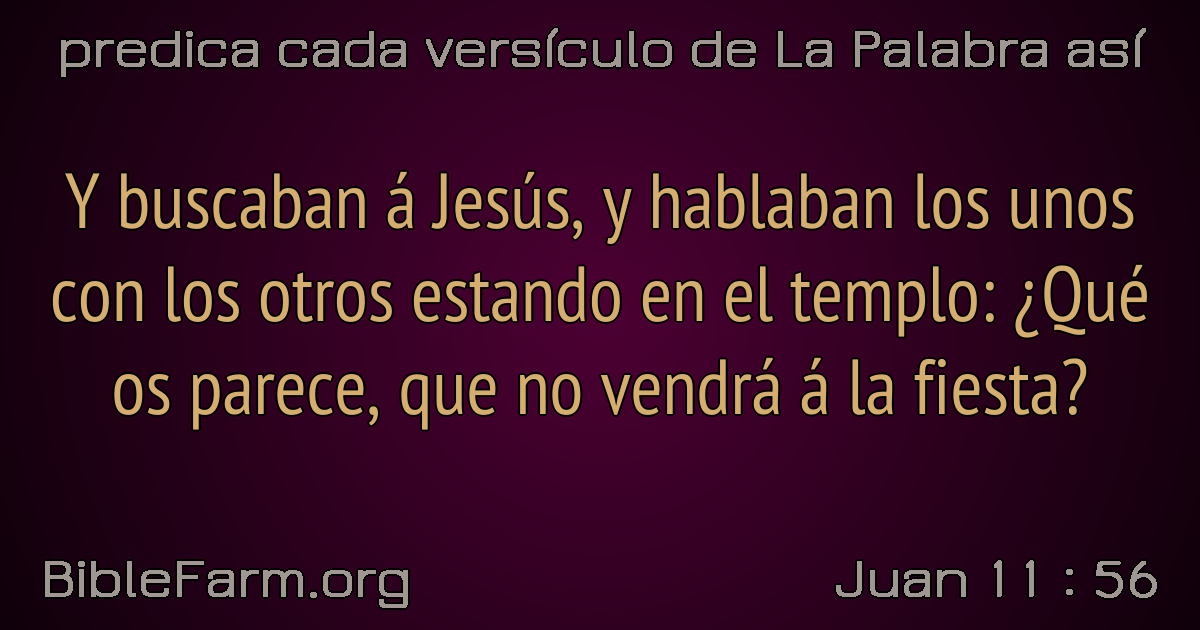 predica cada versículo de La Palabra así
Y buscaban á Jesús, y hablaban los unos
con los otros estando en el templo: ¿Qué
os parece, que no vendrá á la fiesta?
BibleFarm.org
Juan 11 : 56